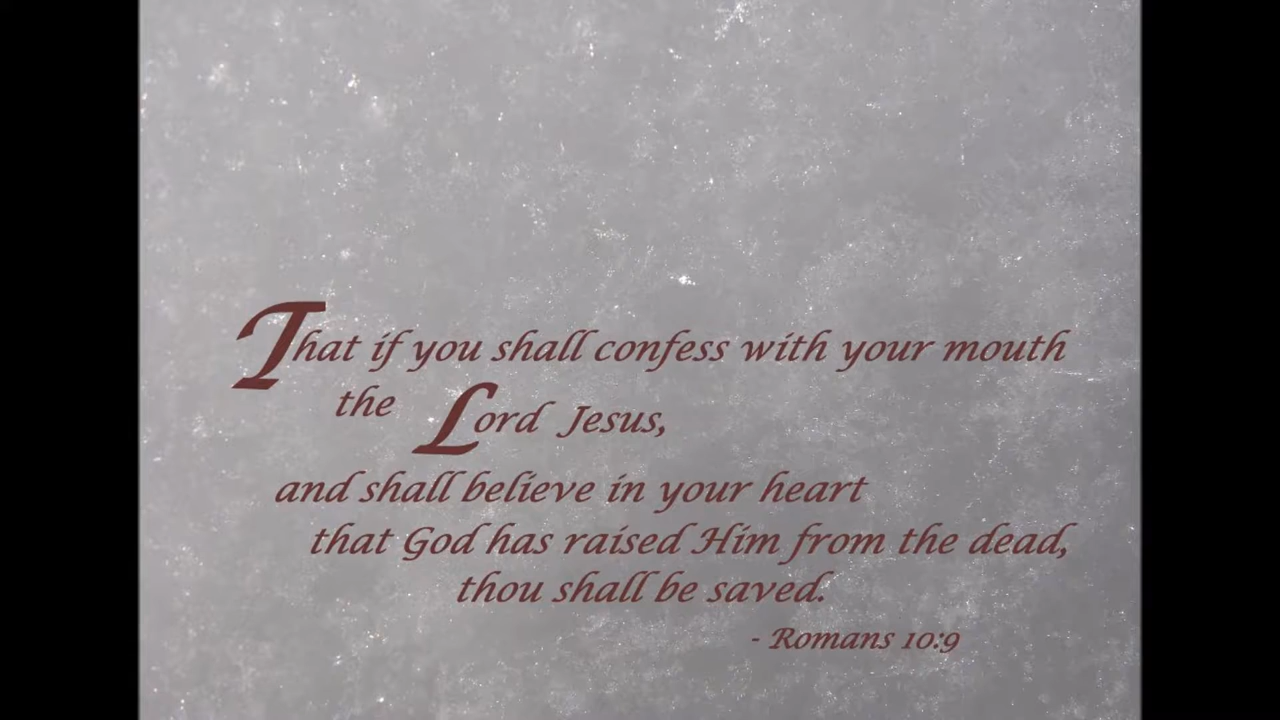 That if you shall confess with your mouth
the Lord Jesus,
and shall believe in your heart
that God has raised Him from the dead,
thou shall be saved.
- Romans 10:9